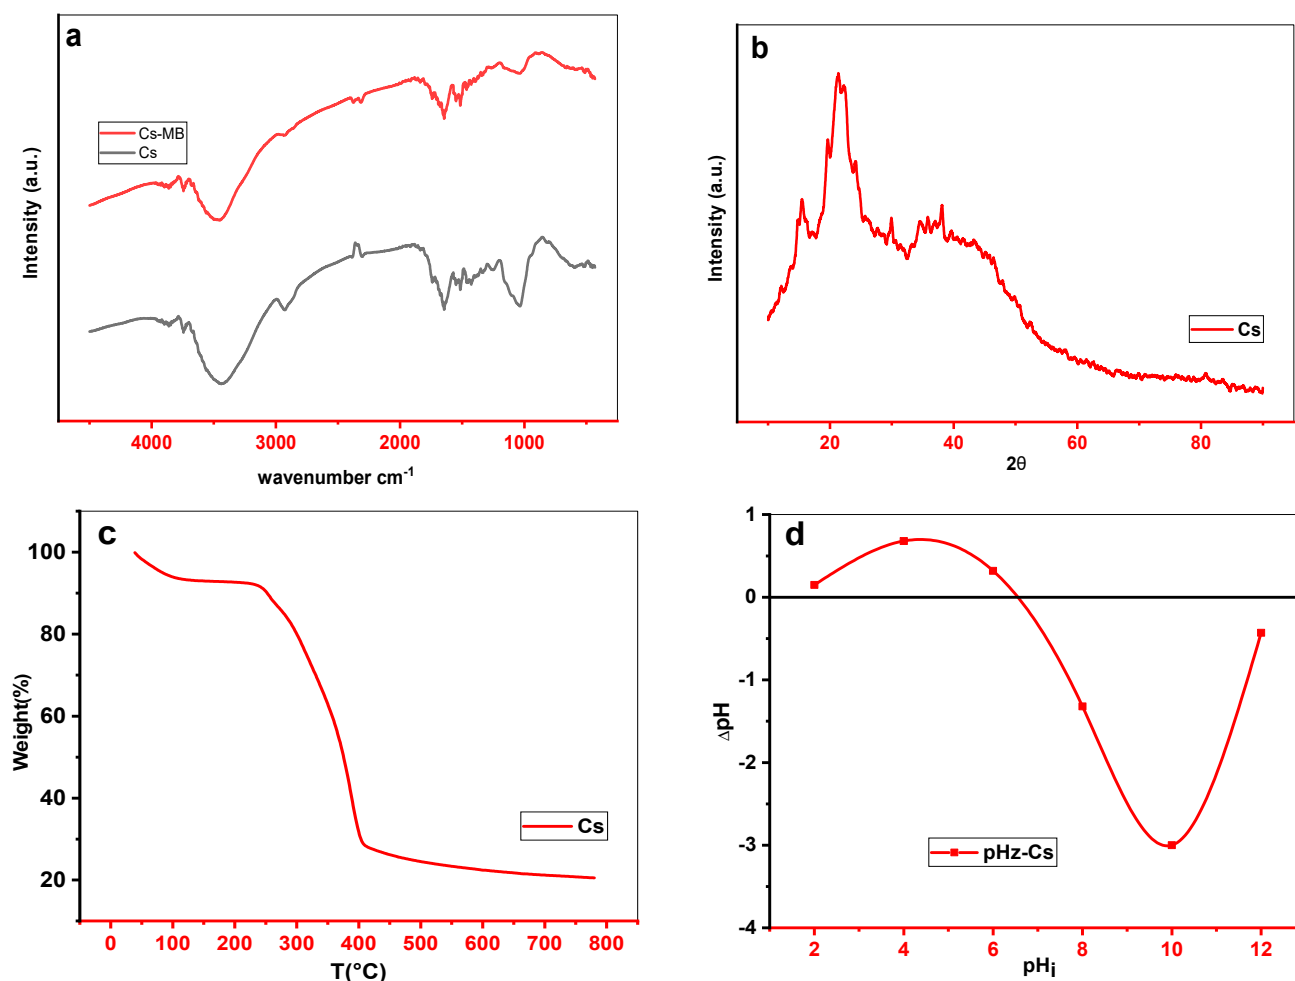 a
Cs-MB
Cs
Intensity (a.u.)
4000 3000 2000 1000
wavenumber cm-1
b
Intensity (a.u.)
Cs
20 40 60 80
2θ
c
100
80
60
40
20
Weight(%)
Cs
0 100 200 300 400 500 600 700 800
T(°C)
d
1
0
-1
-2
-3
-4
ΔpH
pHz-Cs
2 4 6 8 10 12
pHi